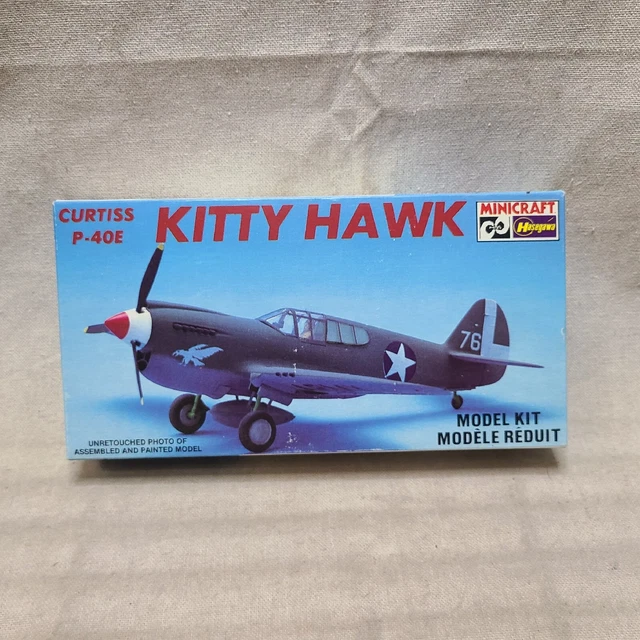 CURTISS
P-40E
KITTY HAWK
MINICRAFT
Hasegawa
76
MODEL KIT
MODÈLE RÉDUIT
UNRETOUCHED PHOTO OF
ASSEMBLED AND PAINTED MODEL